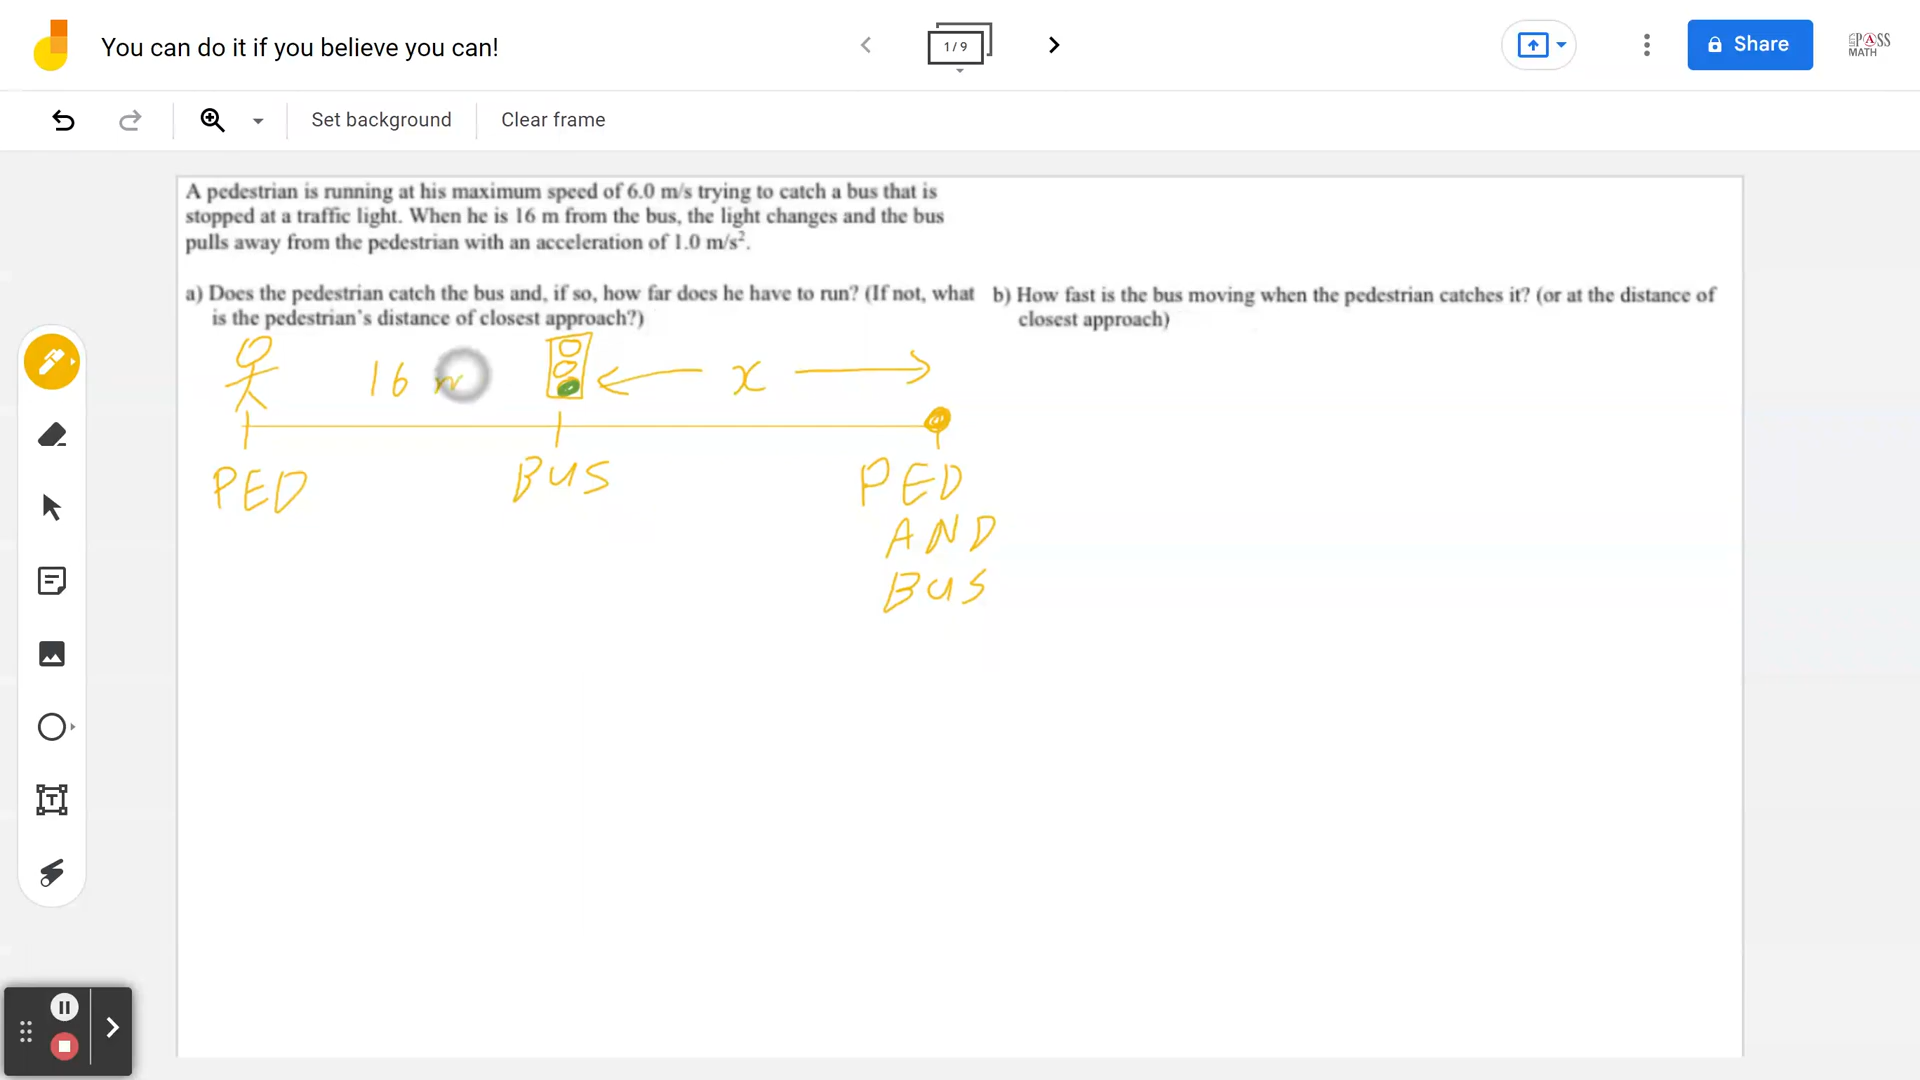 You can do it if you believe you can!
1 / 9
Share
PASS
MATH
Set background
Clear frame
A pedestrian is running at his maximum speed of 6.0 m/s trying to catch a bus that is
stopped at a traffic light. When he is 16 m from the bus, the light changes and the bus
pulls away from the pedestrian with an acceleration of 1.0 m/s².
a) Does the pedestrian catch the bus and, if so, how far does he have to run? (If not, what
is the pedestrian's distance of closest approach?)
b) How fast is the bus moving when the pedestrian catches it? (or at the distance of
closest approach)
16 m
x
PED
BUS
PED
AND
BUS